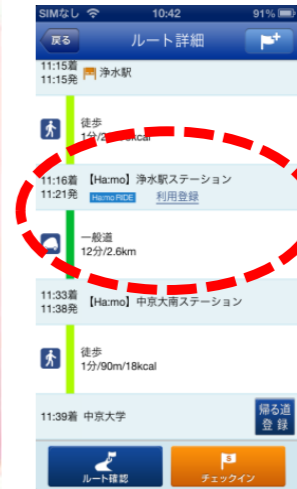 SIMなし 10:42 91%
戻る ルート詳細
11:15着
11:15発 浄水駅
徒歩
1分/2
11:16着 【Ha:mo】浄水駅ステーション
11:21発 Ha:mo RIDE 利用登録
一般道
12分/2.6km
11:33着
11:38発 【Ha:mo】中京大南ステーション
徒歩
1分/90m/18kcal
11:39着 中京大学
帰る道
登録
ルート確認 チェックイン